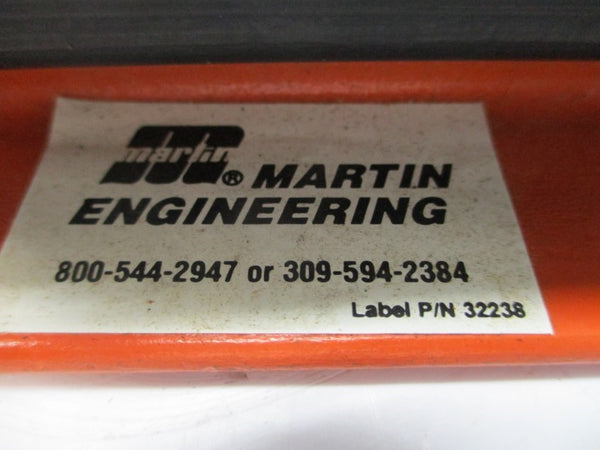 martin® MARTIN
ENGINEERING
800-544-2947 or 309-594-2384
Label P/N 32238